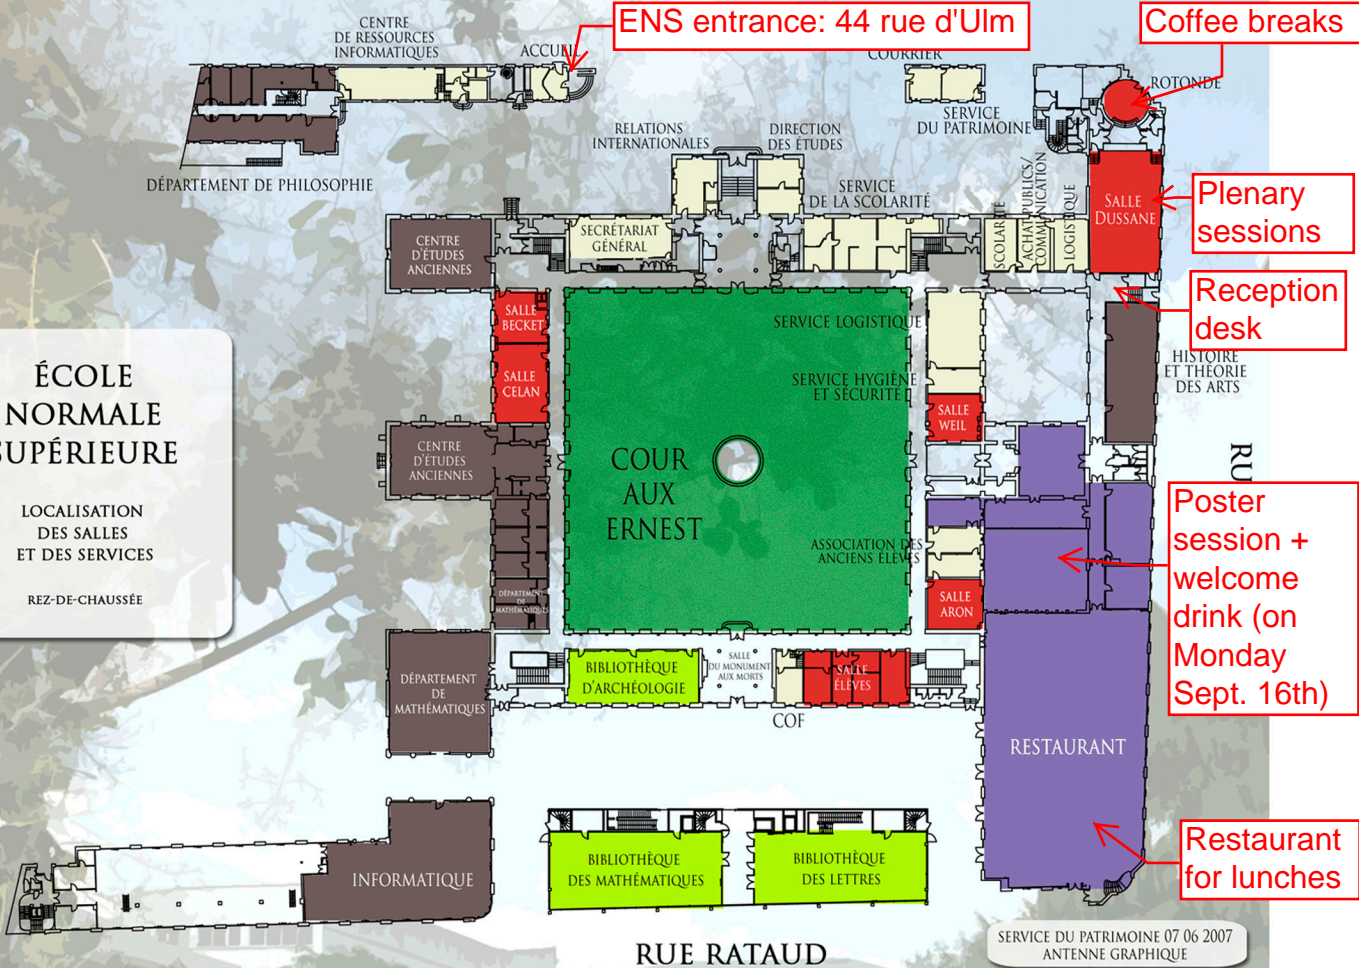 ENS entrance: 44 rue d'Ulm
Coffee breaks
CENTRE
DE RESSOURCES
INFORMATIQUES
ACCUEIL
COURRIER
ROTONDE
SERVICE
DU PATRIMOINE
RELATIONS
INTERNATIONALES
DIRECTION
DES ÉTUDES
DÉPARTEMENT DE PHILOSOPHIE
SERVICE
DE LA SCOLARITÉ
SCOLARITÉ
ACHATS PUBLICS/
COMMUNICATION
LOGISTIQUE
SALLE
DUSSANE
Plenary
sessions
CENTRE
D'ÉTUDES
ANCIENNES
SECRÉTARIAT
GÉNÉRAL
Reception
desk
SALLE
BECKET
SALLE
CELAN
SERVICE LOGISTIQUE
SERVICE HYGIÈNE
ET SÉCURITÉ
SALLE
WEIL
HISTOIRE
ET THÉORIE
DES ARTS
ÉCOLE
NORMALE
SUPÉRIEURE
LOCALISATION
DES SALLES
ET DES SERVICES
REZ-DE-CHAUSSÉE
CENTRE
D'ÉTUDES
ANCIENNES
COUR
AUX
ERNEST
RU
Poster
session +
welcome
drink (on
Monday
Sept. 16th)
ASSOCIATION DES
ANCIENS ÉLÈVES
SALLE
ARON
DÉPARTEMENT
DE
MATHÉMATIQUES
DÉPARTEMENT
DE
MATHÉMATIQUES
BIBLIOTHÈQUE
D'ARCHÉOLOGIE
SALLE
DU MONUMENT
AUX MORTS
SALLE
ÉLÈVES
COF
RESTAURANT
Restaurant
for lunches
INFORMATIQUE
BIBLIOTHÈQUE
DES MATHÉMATIQUES
BIBLIOTHÈQUE
DES LETTRES
RUE RATAUD
SERVICE DU PATRIMOINE 07 06 2007
ANTENNE GRAPHIQUE